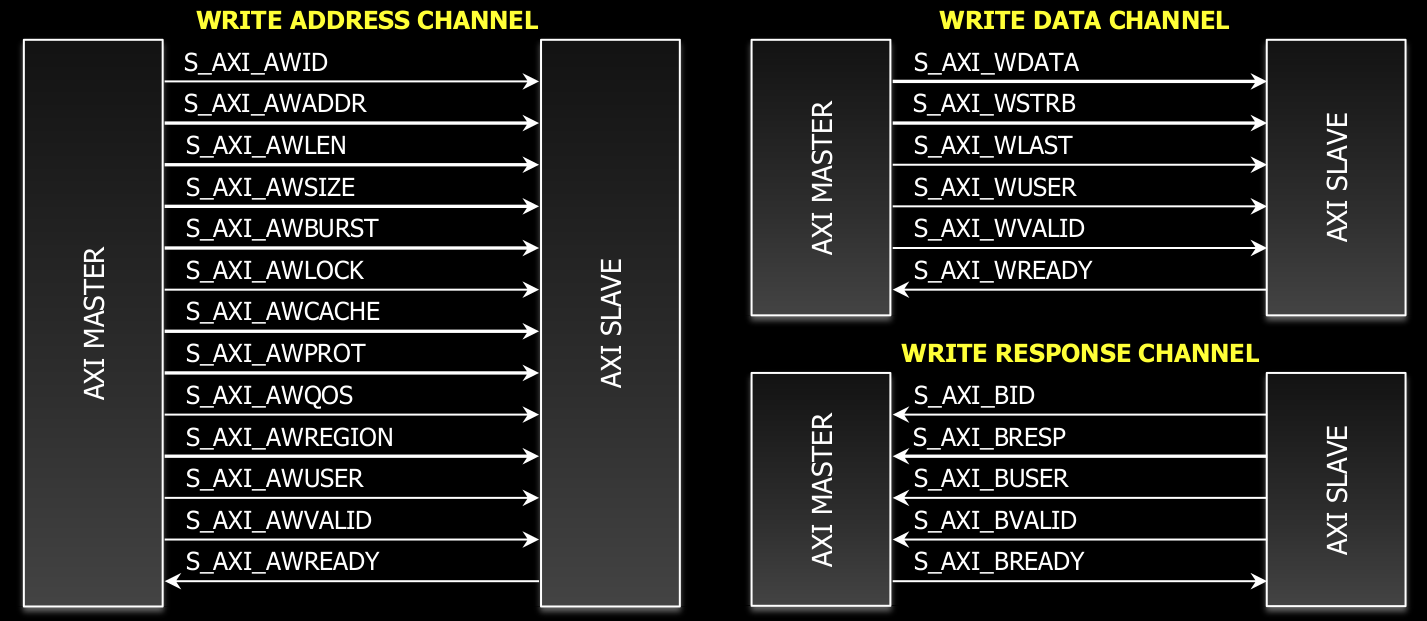 WRITE ADDRESS CHANNEL
AXI MASTER
S_AXI_AWID
S_AXI_AWADDR
S_AXI_AWLEN
S_AXI_AWSIZE
S_AXI_AWBURST
S_AXI_AWLOCK
S_AXI_AWCACHE
S_AXI_AWPROT
S_AXI_AWQOS
S_AXI_AWREGION
S_AXI_AWUSER
S_AXI_AWVALID
S_AXI_AWREADY
AXI SLAVE
WRITE DATA CHANNEL
AXI MASTER
S_AXI_WDATA
S_AXI_WSTRB
S_AXI_WLAST
S_AXI_WUSER
S_AXI_WVALID
S_AXI_WREADY
AXI SLAVE
WRITE RESPONSE CHANNEL
AXI MASTER
S_AXI_BID
S_AXI_BRESP
S_AXI_BUSER
S_AXI_BVALID
S_AXI_BREADY
AXI SLAVE